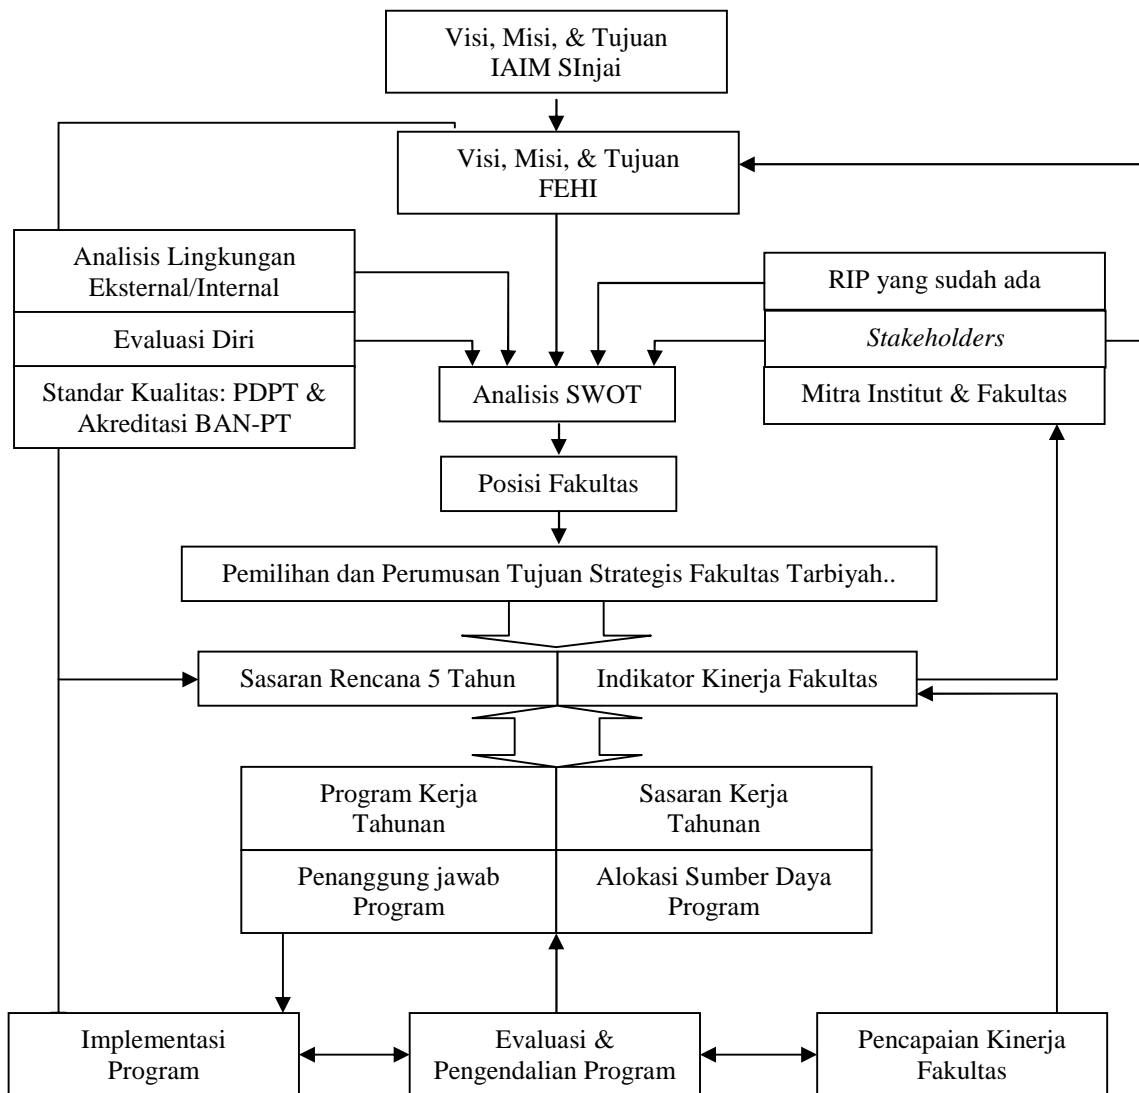 Visi, Misi, & Tujuan
IAIM SInjai
Visi, Misi, & Tujuan
FEHI
Analisis Lingkungan
Eksternal/Internal
Evaluasi Diri
Standar Kualitas: PDPT &
Akreditasi BAN-PT
RIP yang sudah ada
Stakeholders
Mitra Institut & Fakultas
Analisis SWOT
Posisi Fakultas
Pemilihan dan Perumusan Tujuan Strategis Fakultas Tarbiyah..
Sasaran Rencana 5 Tahun
Indikator Kinerja Fakultas
Program Kerja
Tahunan
Sasaran Kerja
Tahunan
Penanggung jawab
Program
Alokasi Sumber Daya
Program
Implementasi
Program
Evaluasi &
Pengendalian Program
Pencapaian Kinerja
Fakultas